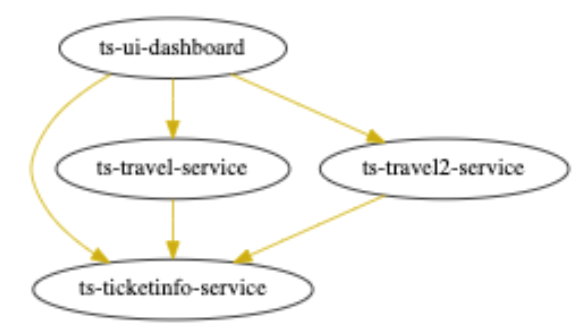 ts-ui-dashboard
ts-travel-service
ts-travel2-service
ts-ticketinfo-service